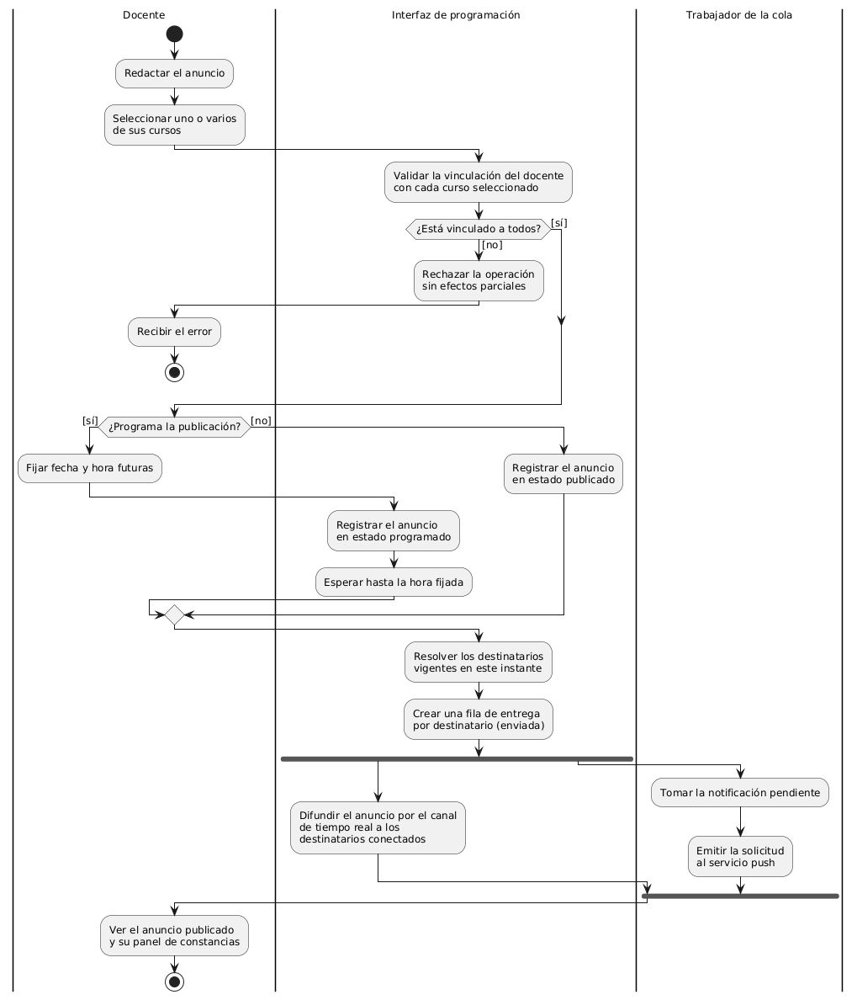 Docente
Interfaz de programación
Trabajador de la cola
Redactar el anuncio
Seleccionar uno o varios
de sus cursos
Validar la vinculación del docente
con cada curso seleccionado
¿Está vinculado a todos?
[sí]
[no]
Rechazar la operación
sin efectos parciales
Recibir el error
[sí]
¿Programa la publicación?
[no]
Fijar fecha y hora futuras
Registrar el anuncio
en estado publicado
Registrar el anuncio
en estado programado
Esperar hasta la hora fijada
Resolver los destinatarios
vigentes en este instante
Crear una fila de entrega
por destinatario (enviada)
Tomar la notificación pendiente
Difundir el anuncio por el canal
de tiempo real a los
destinatarios conectados
Emitir la solicitud
al servicio push
Ver el anuncio publicado
y su panel de constancias